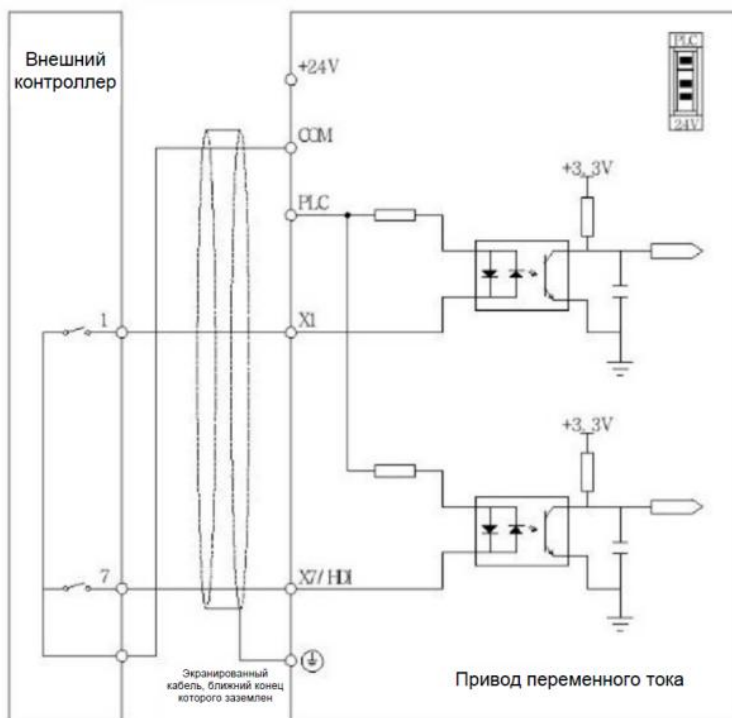 Внешний
контроллер
PLC
24V
+24V
COM
PLC
+3,3V
1
X1
+3,3V
7
X7/HDI
Экранированный
кабель, ближний конец
которого заземлен
Привод переменного тока